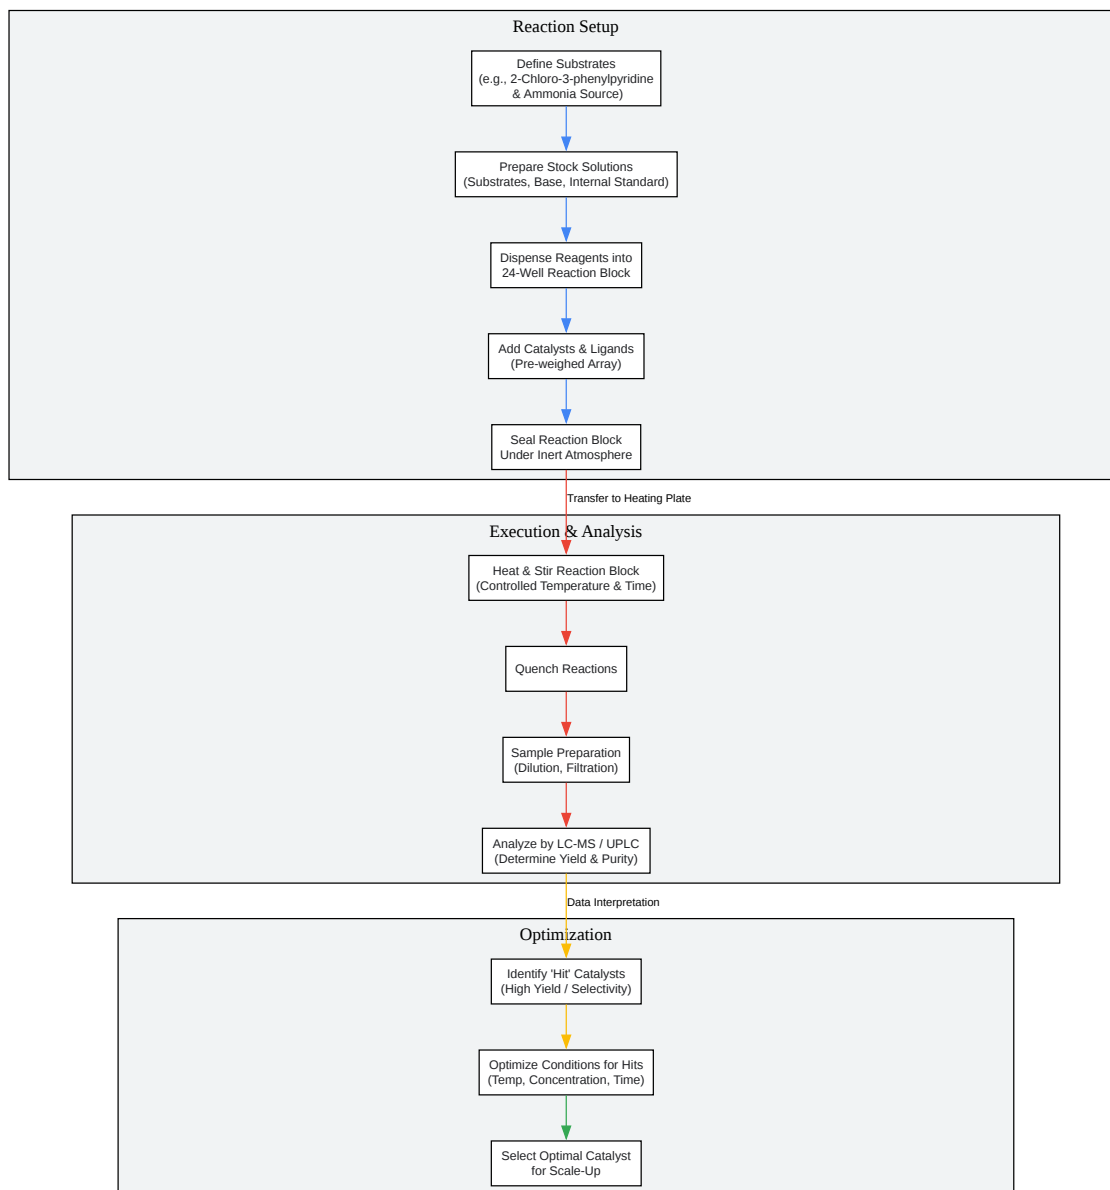 Reaction Setup
Define Substrates
(e.g., 2-Chloro-3-phenylpyridine
& Ammonia Source)
Prepare Stock Solutions
(Substrates, Base, Internal Standard)
Dispense Reagents into
24-Well Reaction Block
Add Catalysts & Ligands
(Pre-weighed Array)
Seal Reaction Block
Under Inert Atmosphere
Transfer to Heating Plate
Execution & Analysis
Heat & Stir Reaction Block
(Controlled Temperature & Time)
Quench Reactions
Sample Preparation
(Dilution, Filtration)
Analyze by LC-MS / UPLC
(Determine Yield & Purity)
Data Interpretation
Optimization
Identify 'Hit' Catalysts
(High Yield / Selectivity)
Optimize Conditions for Hits
(Temp, Concentration, Time)
Select Optimal Catalyst
for Scale-Up